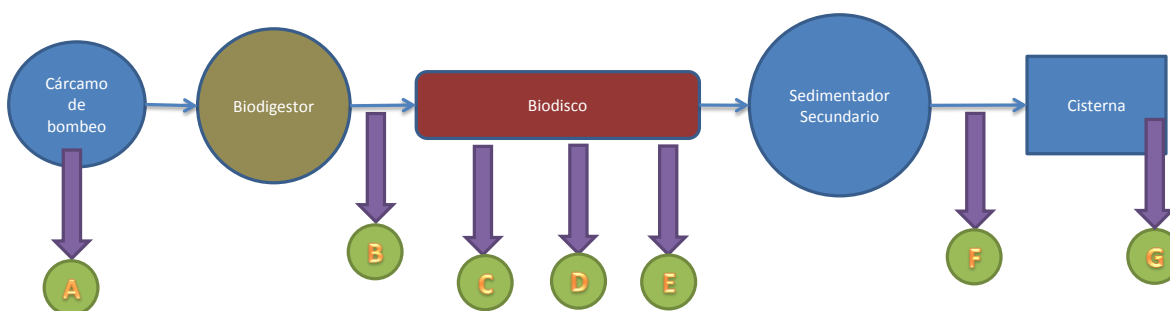 Cárcamo
de
bombeo
Biodigestor
Biodisco
Sedimentador
Secundario
Cisterna
A
B
C
D
E
F
G